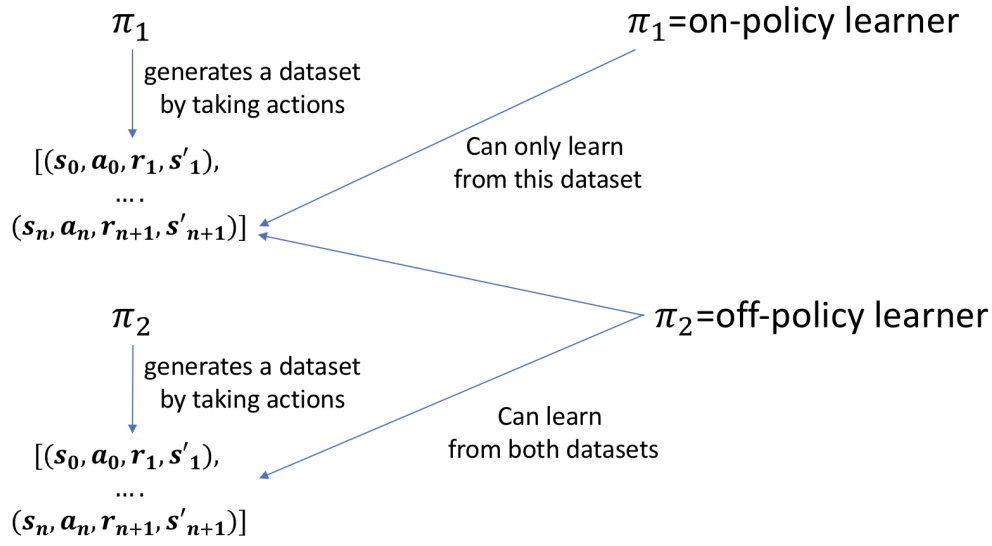 π₁
π₁=on-policy learner
generates a dataset
by taking actions
Can only learn
from this dataset
[(s₀, a₀, r₁, s′₁),
….
(sₙ, aₙ, rₙ₊₁, s′ₙ₊₁)]
π₂
π₂=off-policy learner
generates a dataset
by taking actions
Can learn
from both datasets
[(s₀, a₀, r₁, s′₁),
….
(sₙ, aₙ, rₙ₊₁, s′ₙ₊₁)]